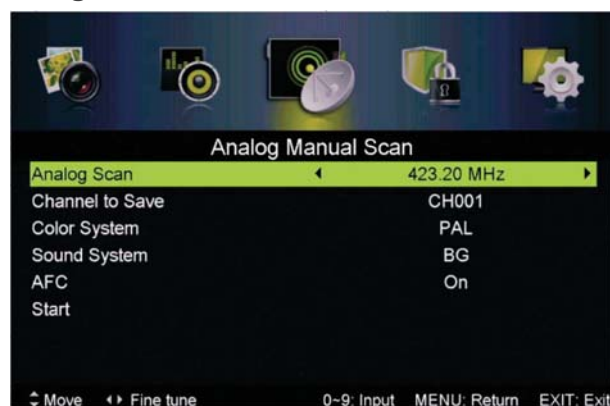 Analog Manual Scan
Analog Scan 423.20 MHz
Channel to Save CH001
Color System PAL
Sound System BG
AFC On
Start
Move Fine tune 0~9: Input MENU: Return EXIT: Exit